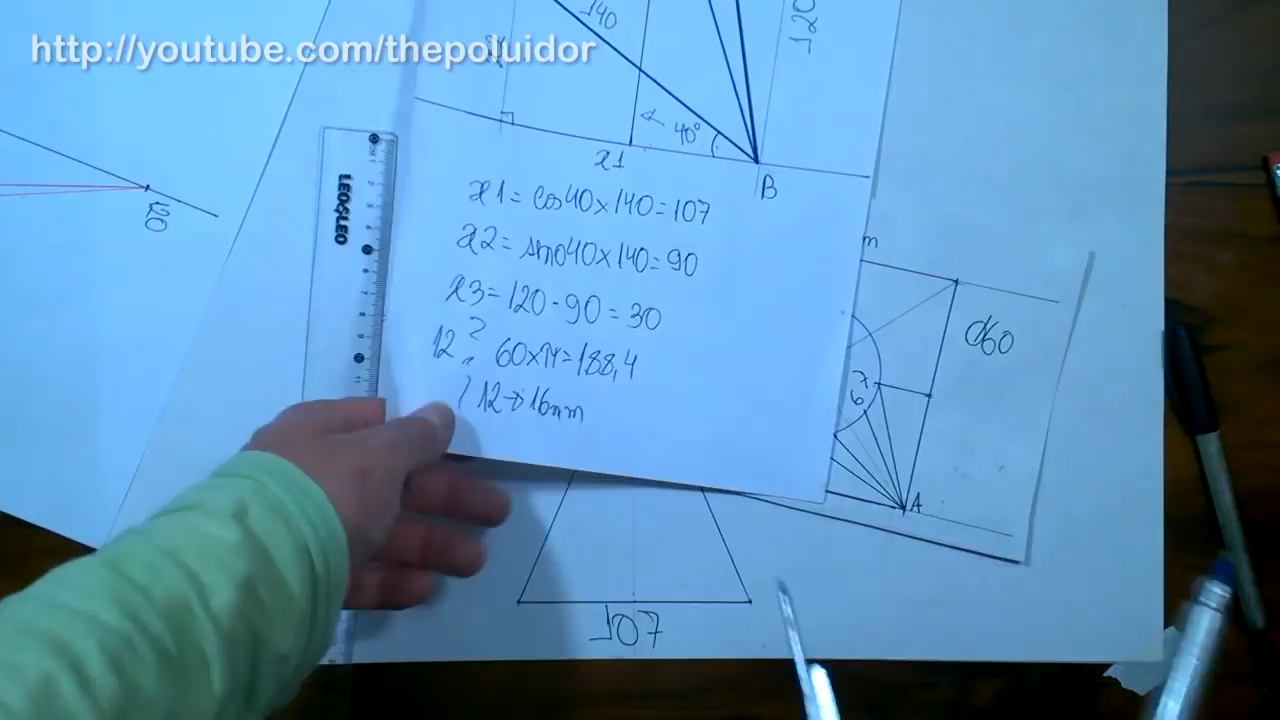 http://youtube.com/thepoluidor
140
120
40°
x1
B
LEO&LEO
x1 = cos40 x 140 = 107
x2 = sino40 x 140 = 90
x3 = 120 - 90 = 30
12 ? 60 x π = 188,4
12 → 16mm
m
Ø60
A
107